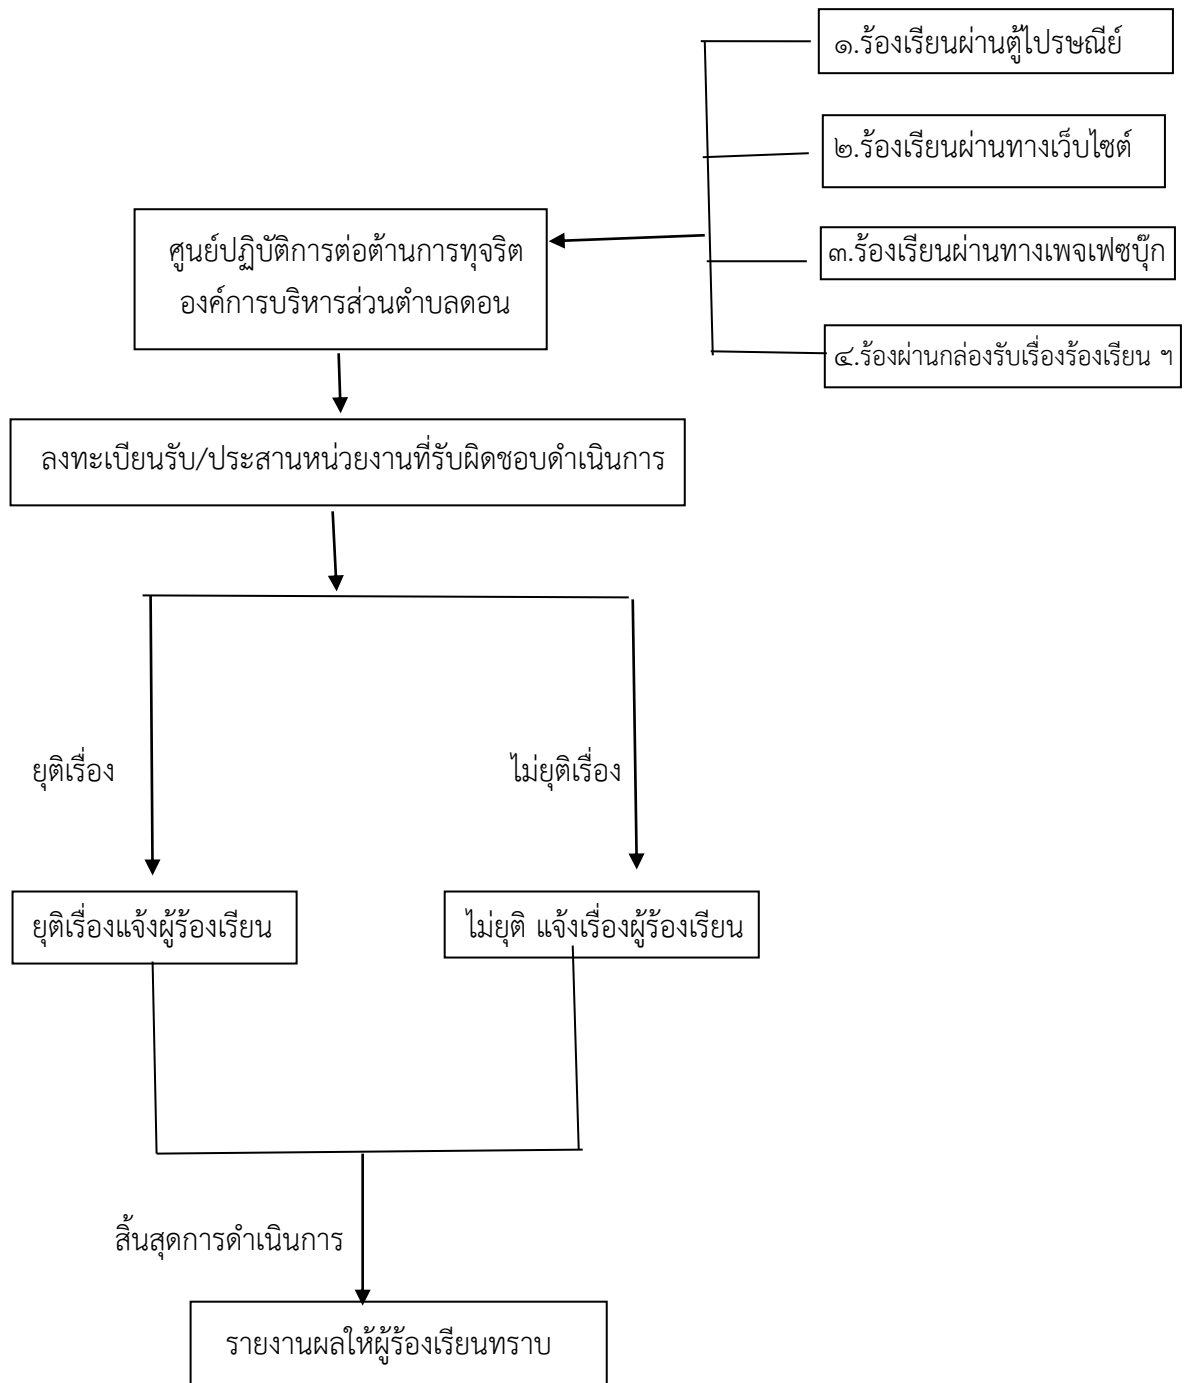 ๑.ร้องเรียนผ่านตู้ไปรษณีย์
๒.ร้องเรียนผ่านทางเว็บไซต์
๓.ร้องเรียนผ่านทางเพจเฟซบุ๊ก
๔.ร้องผ่านกล่องรับเรื่องร้องเรียน ฯ
ศูนย์ปฏิบัติการต่อต้านการทุจริต
องค์การบริหารส่วนตำบลดอน
ลงทะเบียนรับ/ประสานหน่วยงานที่รับผิดชอบดำเนินการ
ยุติเรื่อง
ไม่ยุติเรื่อง
ยุติเรื่องแจ้งผู้ร้องเรียน
ไม่ยุติ แจ้งเรื่องผู้ร้องเรียน
สิ้นสุดการดำเนินการ
รายงานผลให้ผู้ร้องเรียนทราบ